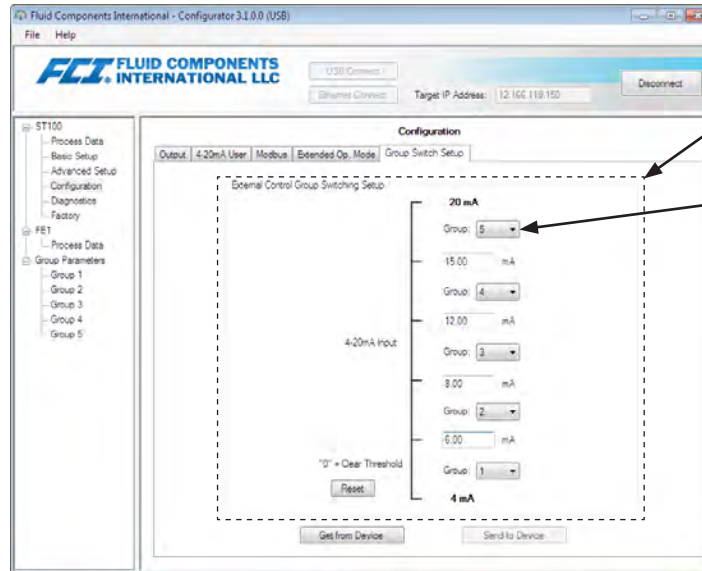 Fluid Components International - Configurator 3.1.0.0 (USB)
File Help
FCI. FLUID COMPONENTS INTERNATIONAL LLC
USB Connect
Ethernet Connect
Target IP Address: 12.166.119.150
Disconnect
ST100
Process Data
Basic Setup
Advanced Setup
Configuration
Diagnostics
Factory
FE1
Process Data
Group Parameters
Group 1
Group 2
Group 3
Group 4
Group 5
Configuration
Output 4-20mA User Modbus Extended Op. Mode Group Switch Setup
External Control Group Switching Setup
20 mA
Group: 5
15.00 mA
Group: 4
12.00 mA
4-20mA Input
Group: 3
8.00 mA
Group: 2
6.00 mA
"0" = Clear Threshold
Group: 1
Reset
4 mA
Get from Device
Send to Device